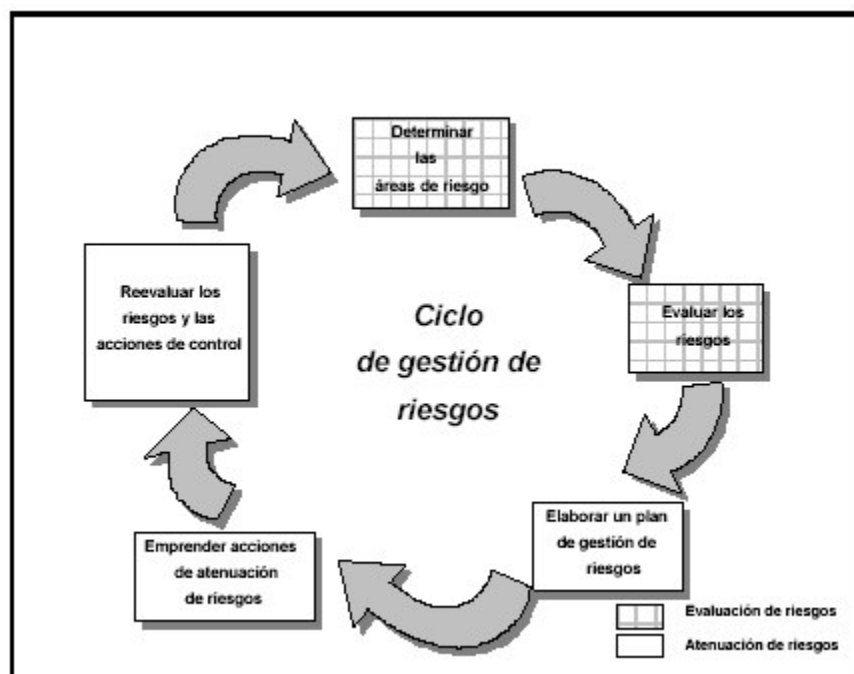 Determinar
las
áreas de riesgo
Evaluar los
riesgos
Reevaluar los
riesgos y las
acciones de control
Ciclo
de gestión de
riesgos
Elaborar un plan
de gestión de
riesgos
Emprender acciones
de atenuación
de riesgos
Evaluación de riesgos
Atenuación de riesgos